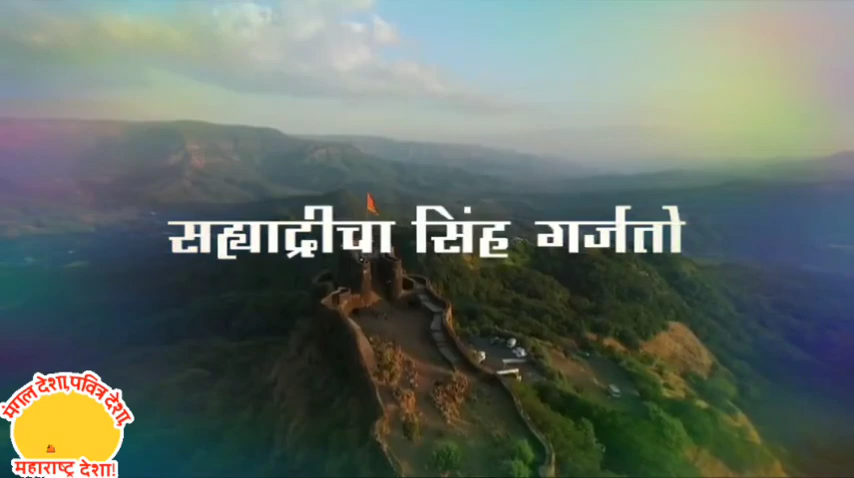 सह्याद्रीचा सिंह गर्जतो
मंगल देशा,पवित्र देशा,
महाराष्ट्र देशा!